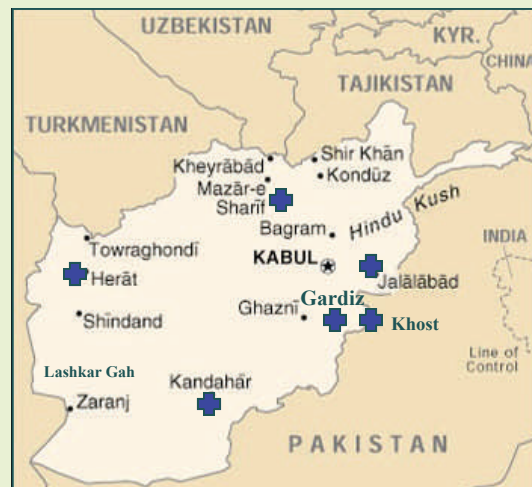 UZBEKISTAN
KYR.
CHINA
TAJIKISTAN
TURKMENISTAN
Shir Khān
Kheyrābād
Kondūz
Mazār-e
Sharīf
Hindu Kush
Bagram
Towraghondī
INDIA
KABUL
Herāt
Jalālābād
Gardiz
Ghaznī
Shīndand
Khost
Line of
Control
Lashkar Gah
Kandahār
Zaranj
PAKISTAN